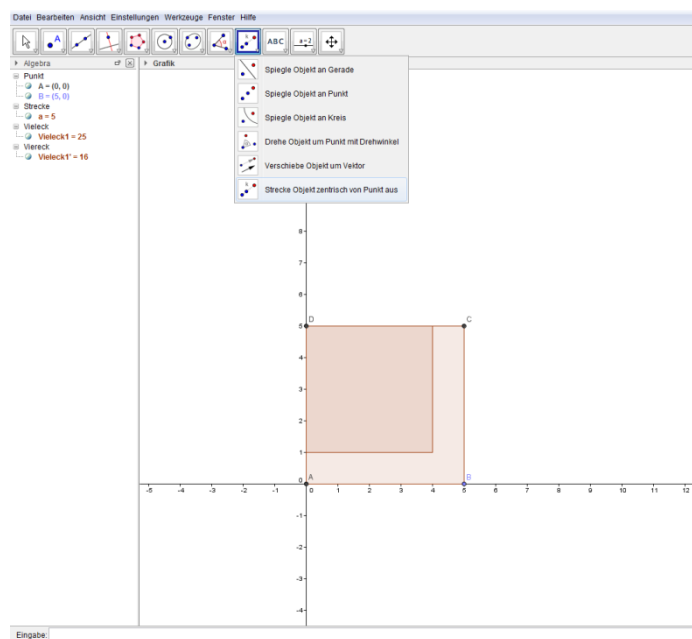 Datei Bearbeiten Ansicht Einstellungen Werkzeuge Fenster Hilfe
A ABC a=2
Algebra
Grafik
Punkt
A = (0, 0)
B = (5, 0)
Strecke
a = 5
Vieleck
Vieleck1 = 25
Viereck
Vieleck1' = 16
Spiegle Objekt an Gerade
Spiegle Objekt an Punkt
Spiegle Objekt an Kreis
Drehe Objekt um Punkt mit Drehwinkel
Verschiebe Objekt um Vektor
Strecke Objekt zentrisch von Punkt aus
8
7
6
5 D C
4
3
2
1
0 A B
-5 -4 -3 -2 -1 0 1 2 3 4 5 6 7 8 9 10 11 12
-1
-2
-3
-4
Eingabe: